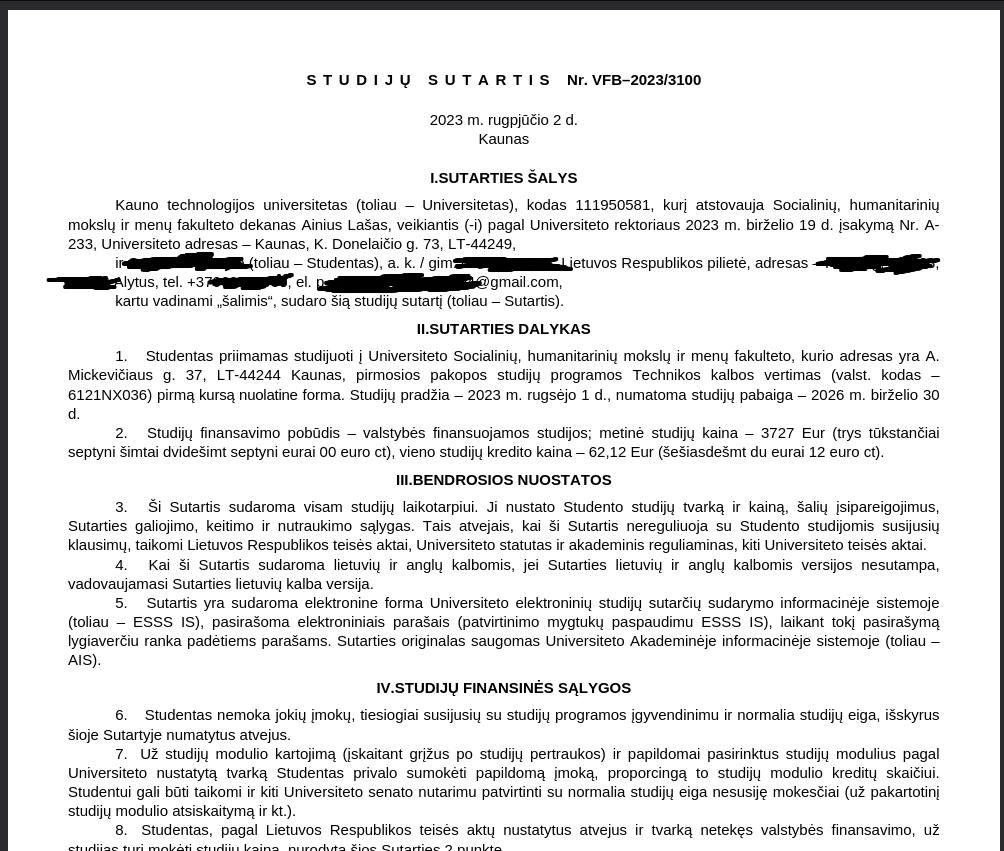 STUDIJŲ SUTARTIS Nr. VFB–2023/3100
2023 m. rugpjūčio 2 d.
Kaunas
I.SUTARTIES ŠALYS
Kauno technologijos universitetas (toliau – Universitetas), kodas 111950581, kurį atstovauja Socialinių, humanitarinių
mokslų ir menų fakulteto dekanas Ainius Lašas, veikiantis (-i) pagal Universiteto rektoriaus 2023 m. birželio 19 d. įsakymą Nr. A-
233, Universiteto adresas – Kaunas, K. Donelaičio g. 73, LT-44249,
ir (toliau – Studentas), a. k. / gim. Lietuvos Respublikos pilietė, adresas –
Alytus, tel. +37 , el. p @gmail.com,
kartu vadinami „šalimis“, sudaro šią studijų sutartį (toliau – Sutartis).
II.SUTARTIES DALYKAS
1. Studentas priimamas studijuoti į Universiteto Socialinių, humanitarinių mokslų ir menų fakulteto, kurio adresas yra A.
Mickevičiaus g. 37, LT-44244 Kaunas, pirmosios pakopos studijų programos Technikos kalbos vertimas (valst. kodas –
6121NX036) pirmą kursą nuolatine forma. Studijų pradžia – 2023 m. rugsėjo 1 d., numatoma studijų pabaiga – 2026 m. birželio 30
d.
2. Studijų finansavimo pobūdis – valstybės finansuojamos studijos; metinė studijų kaina – 3727 Eur (trys tūkstančiai
septyni šimtai dvidešimt septyni eurai 00 euro ct), vieno studijų kredito kaina – 62,12 Eur (šešiasdešmt du eurai 12 euro ct).
III.BENDROSIOS NUOSTATOS
3. Ši Sutartis sudaroma visam studijų laikotarpiui. Ji nustato Studento studijų tvarką ir kainą, šalių įsipareigojimus,
Sutarties galiojimo, keitimo ir nutraukimo sąlygas. Tais atvejais, kai ši Sutartis nereguliuoja su Studento studijomis susijusių
klausimų, taikomi Lietuvos Respublikos teisės aktai, Universiteto statutas ir akademinis reguliaminas, kiti Universiteto teisės aktai.
4. Kai ši Sutartis sudaroma lietuvių ir anglų kalbomis, jei Sutarties lietuvių ir anglų kalbomis versijos nesutampa,
vadovaujamasi Sutarties lietuvių kalba versija.
5. Sutartis yra sudaroma elektronine forma Universiteto elektroninių studijų sutarčių sudarymo informacinėje sistemoje
(toliau – ESSS IS), pasirašoma elektroniniais parašais (patvirtinimo mygtukų paspaudimu ESSS IS), laikant tokį pasirašymą
lygiaverčiu ranka padėtiems parašams. Sutarties originalas saugomas Universiteto Akademinėje informacinėje sistemoje (toliau –
AIS).
IV.STUDIJŲ FINANSINĖS SĄLYGOS
6. Studentas nemoka jokių įmokų, tiesiogiai susijusių su studijų programos įgyvendinimu ir normalia studijų eiga, išskyrus
šioje Sutartyje numatytus atvejus.
7. Už studijų modulio kartojimą (įskaitant grįžus po studijų pertraukos) ir papildomai pasirinktus studijų modulius pagal
Universiteto nustatytą tvarką Studentas privalo sumokėti papildomą įmoką, proporcingą to studijų modulio kreditų skaičiui.
Studentui gali būti taikomi ir kiti Universiteto senato nutarimu patvirtinti su normalia studijų eiga nesusiję mokesčiai (už pakartotinį
studijų modulio atsiskaitymą ir kt.).
8. Studentas, pagal Lietuvos Respublikos teisės aktų nustatytus atvejus ir tvarką netekęs valstybės finansavimo, už
studijas turi mokėti studijų kainą, nurodytą šios Sutarties 2 punkte.